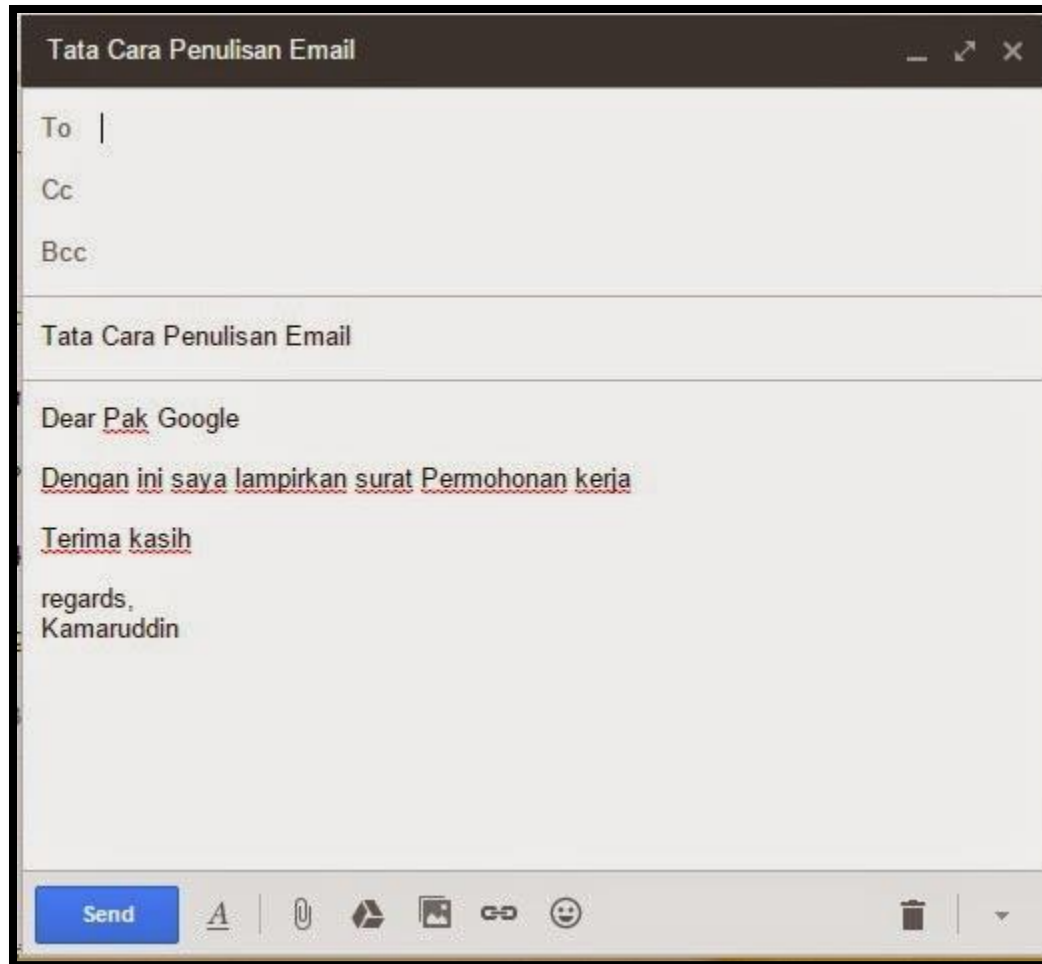 Tata Cara Penulisan Email
To
Cc
Bcc
Tata Cara Penulisan Email
Dear Pak Google
Dengan ini saya lampirkan surat Permohonan kerja
Terima kasih
regards,
Kamaruddin
Send A